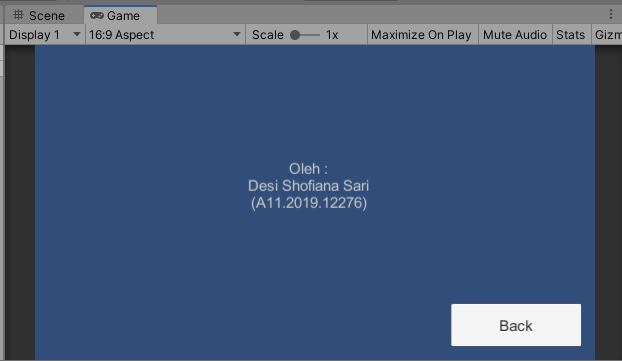 Scene Game
Display 1 16:9 Aspect Scale 1x Maximize On Play Mute Audio Stats Gizm
Oleh :
Desi Shofiana Sari
(A11.2019.12276)
Back